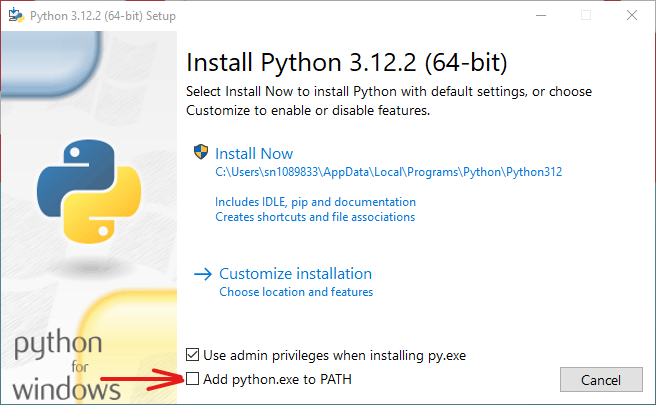 Python 3.12.2 (64-bit) Setup
Install Python 3.12.2 (64-bit)
Select Install Now to install Python with default settings, or choose
Customize to enable or disable features.
Install Now
C:\Users\sn1089833\AppData\Local\Programs\Python\Python312
Includes IDLE, pip and documentation
Creates shortcuts and file associations
Customize installation
Choose location and features
python
for
windows
Use admin privileges when installing py.exe
Add python.exe to PATH
Cancel